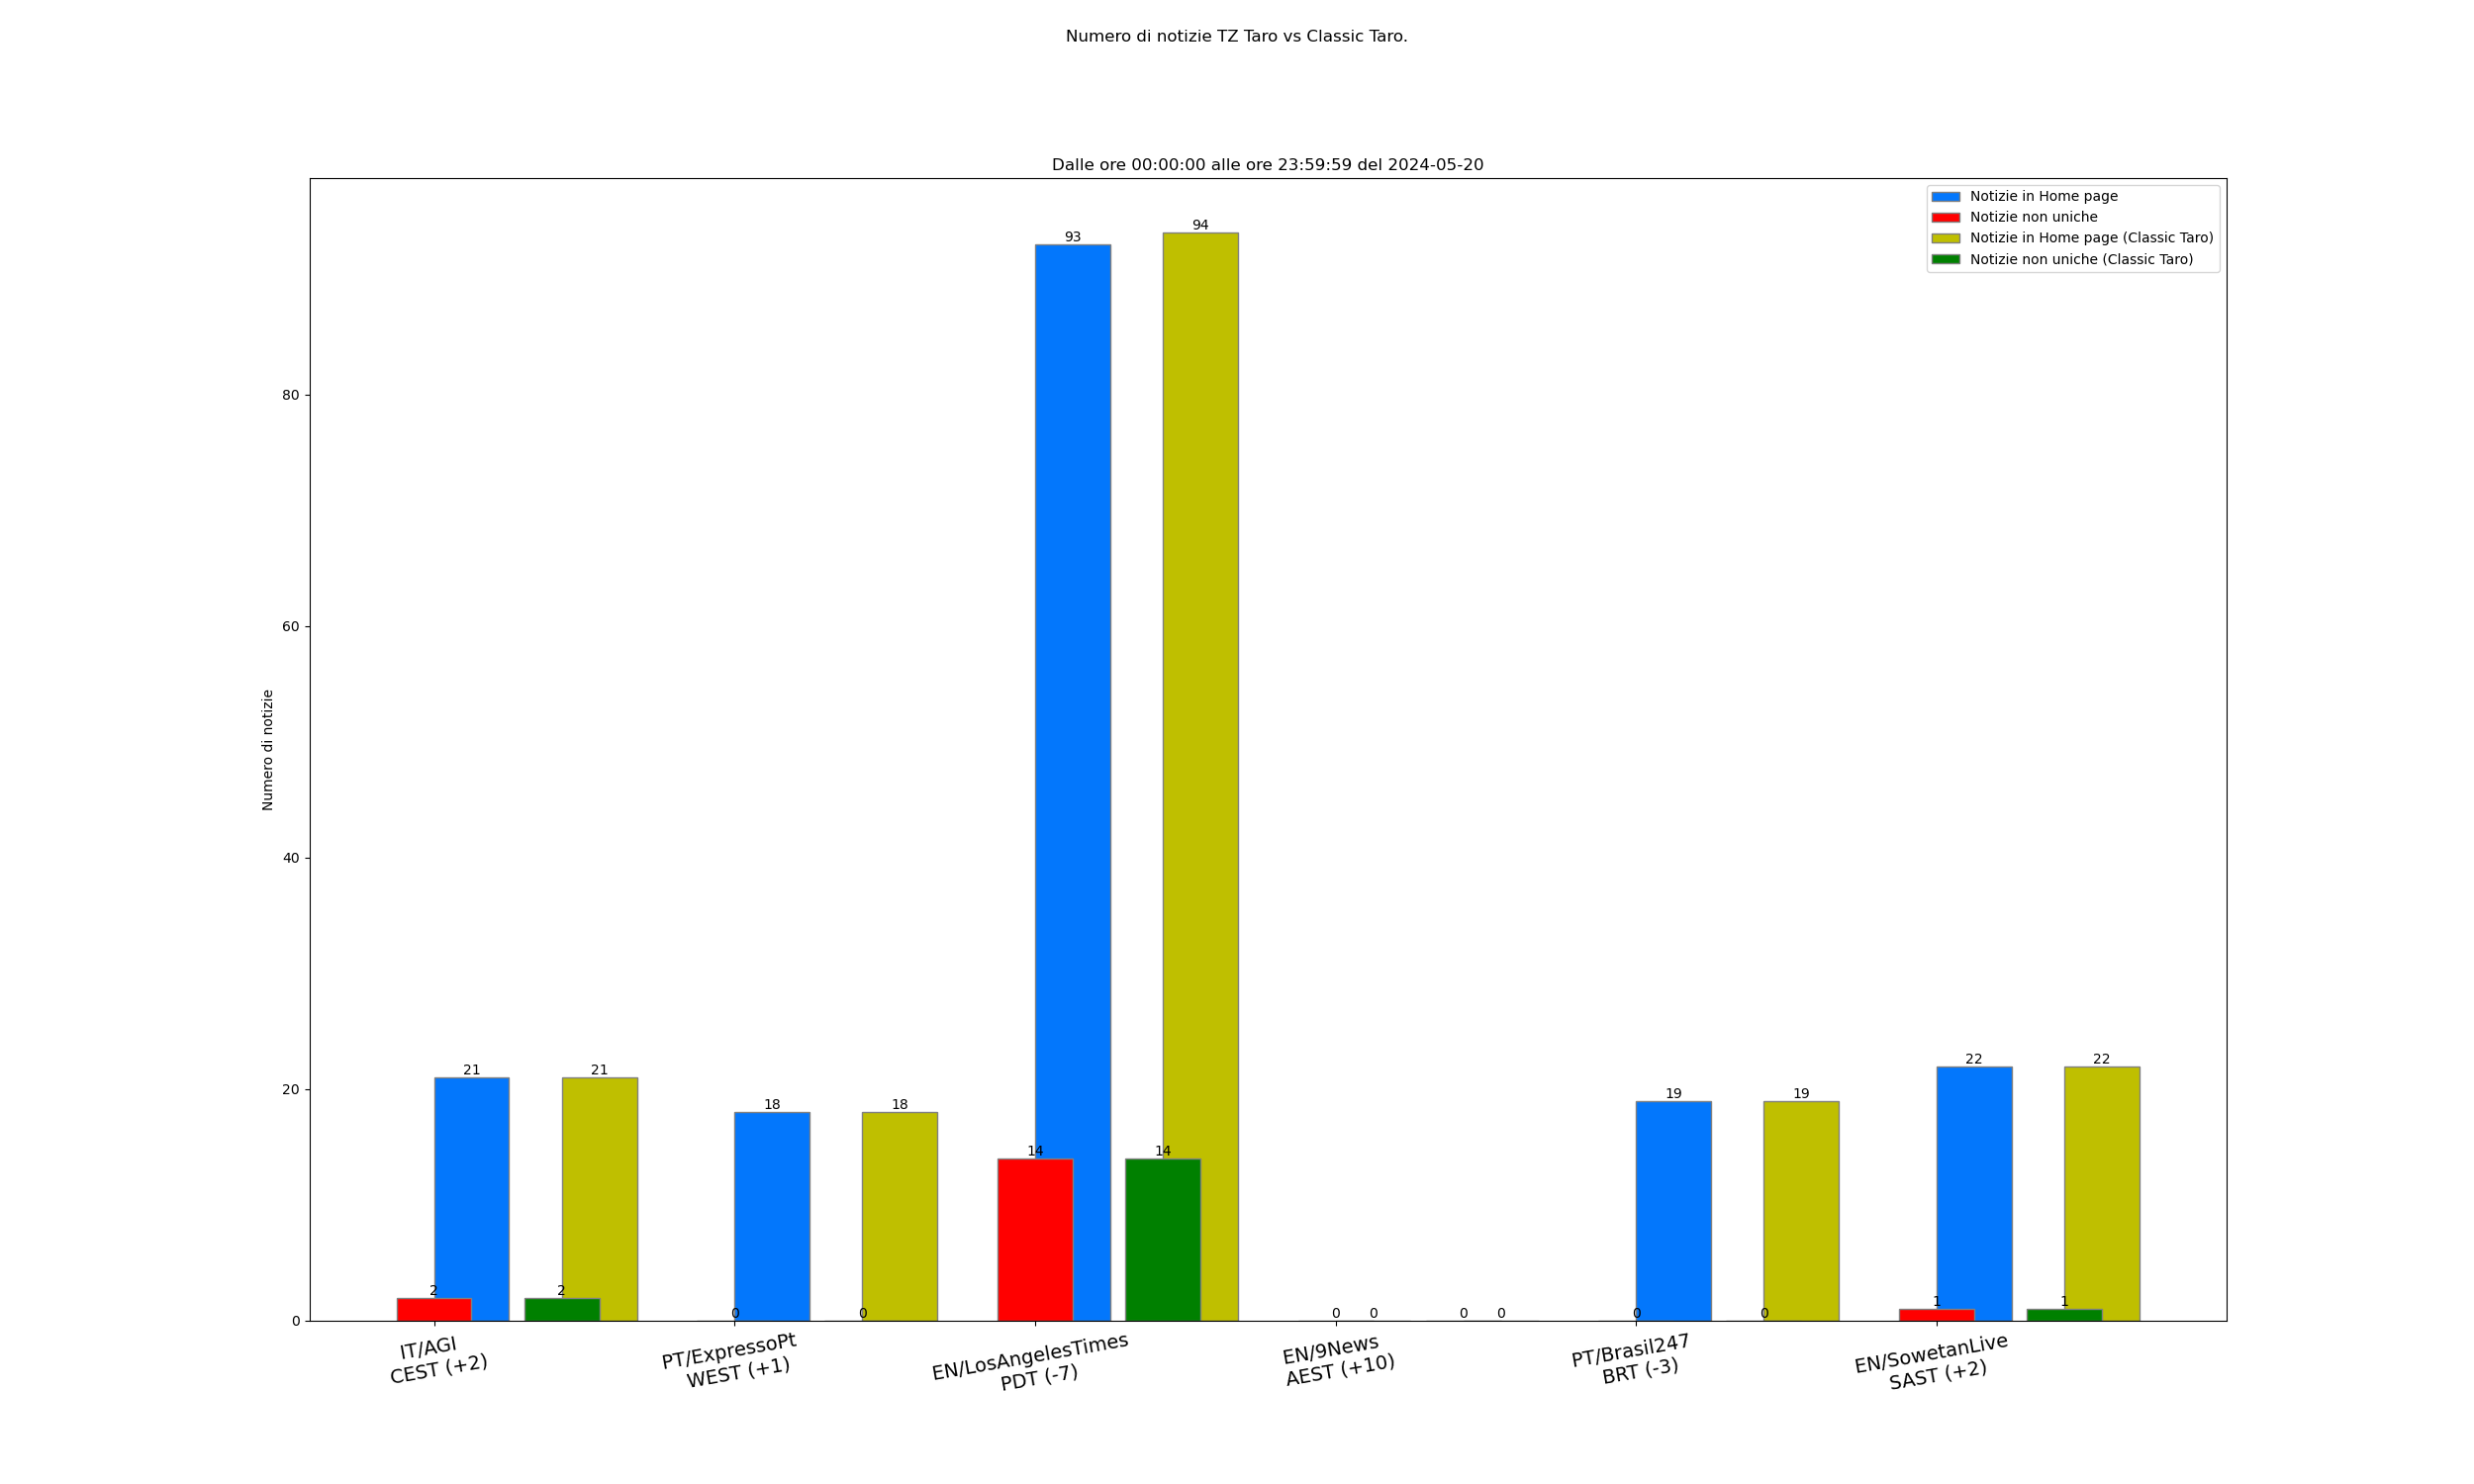 Numero di notizie TZ Taro vs Classic Taro.
Dalle ore 00:00:00 alle ore 23:59:59 del 2024-05-20
Notizie in Home page
Notizie non uniche
Notizie in Home page (Classic Taro)
Notizie non uniche (Classic Taro)
Numero di notizie
80
60
40
20
0
2
21
2
21
0
18
0
18
14
93
14
94
0
0
0
0
0
19
0
19
1
22
1
22
IT/AGI
CEST (+2)
PT/ExpressoPt
WEST (+1)
EN/LosAngelesTimes
PDT (-7)
EN/9News
AEST (+10)
PT/Brasil247
BRT (-3)
EN/SowetanLive
SAST (+2)